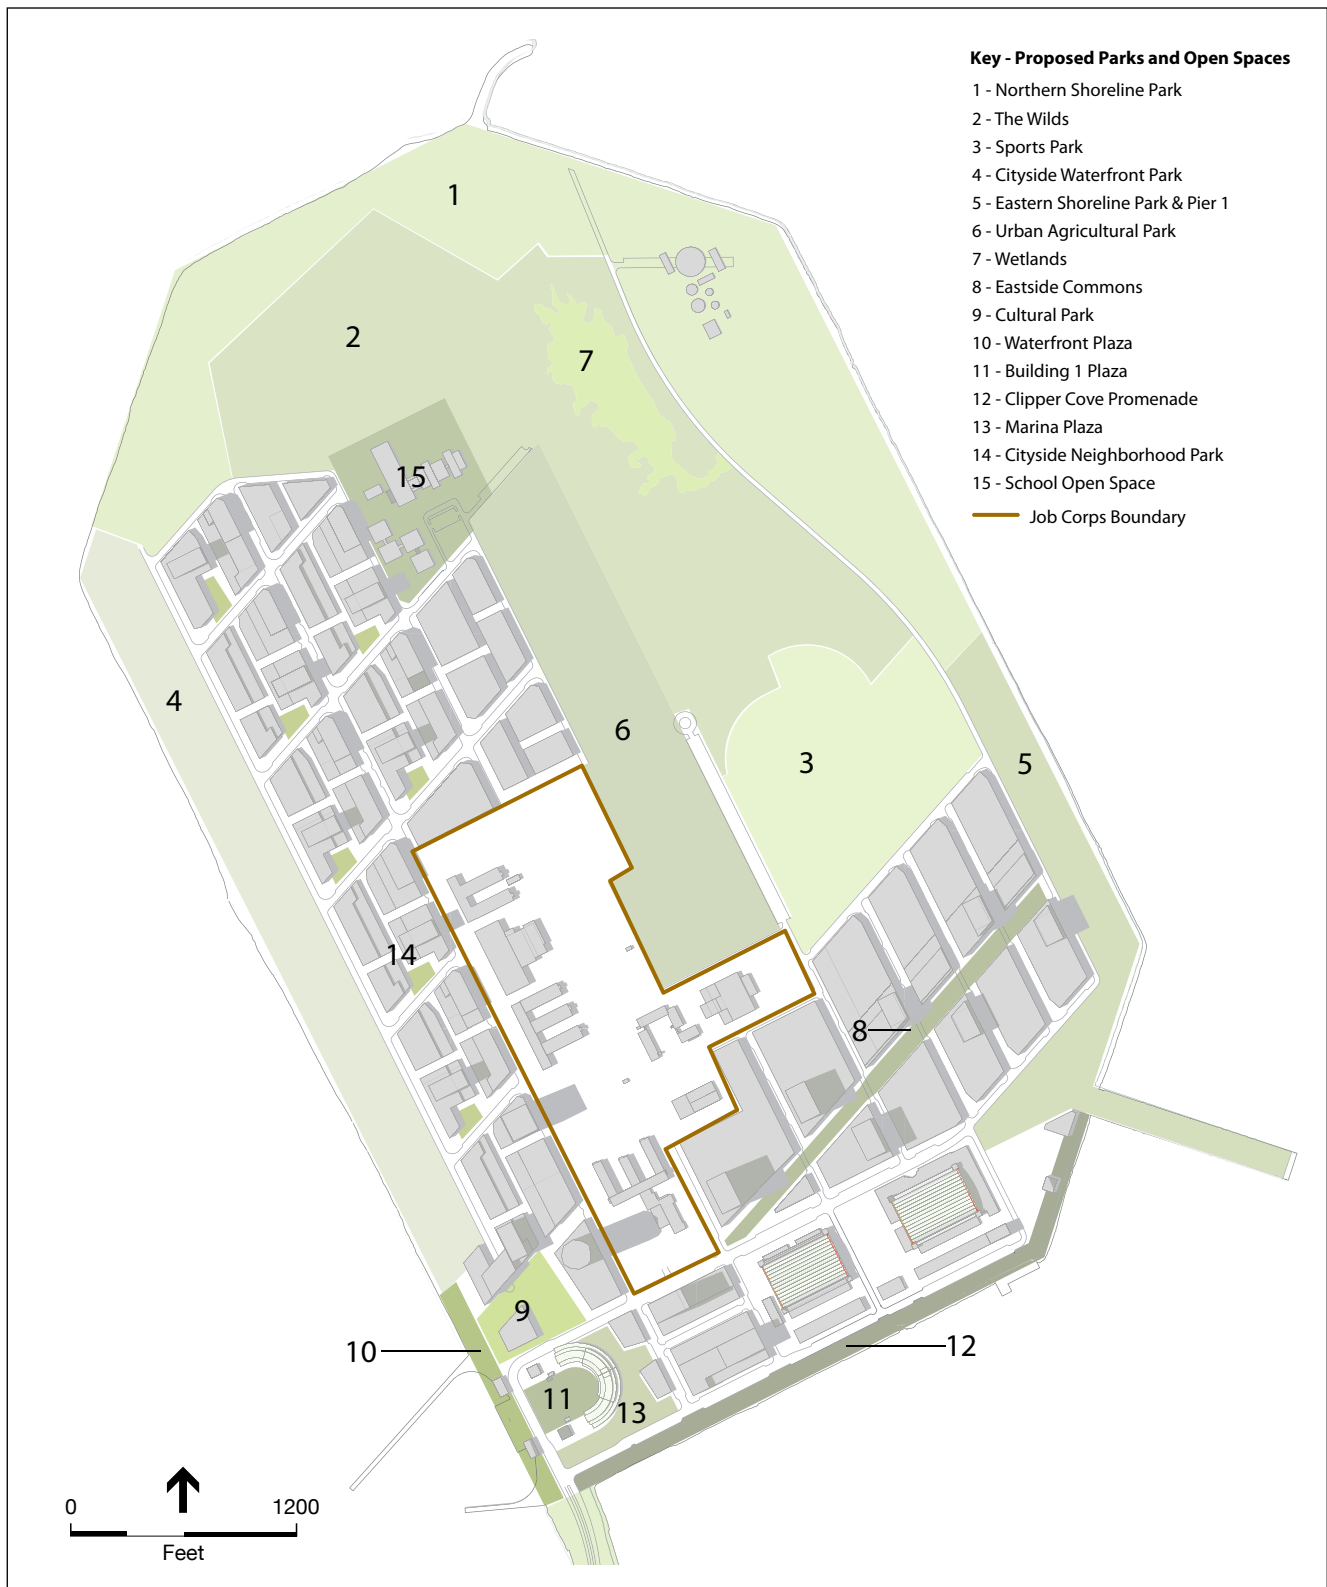 Key - Proposed Parks and Open Spaces
1 - Northern Shoreline Park
2 - The Wilds
3 - Sports Park
4 - Cityside Waterfront Park
5 - Eastern Shoreline Park & Pier 1
6 - Urban Agricultural Park
7 - Wetlands
8 - Eastside Commons
9 - Cultural Park
10 - Waterfront Plaza
11 - Building 1 Plaza
12 - Clipper Cove Promenade
13 - Marina Plaza
14 - Cityside Neighborhood Park
15 - School Open Space
Job Corps Boundary
1
2
7
15
4
6
3
5
14
8
9
10
12
11
13
0 1200
Feet